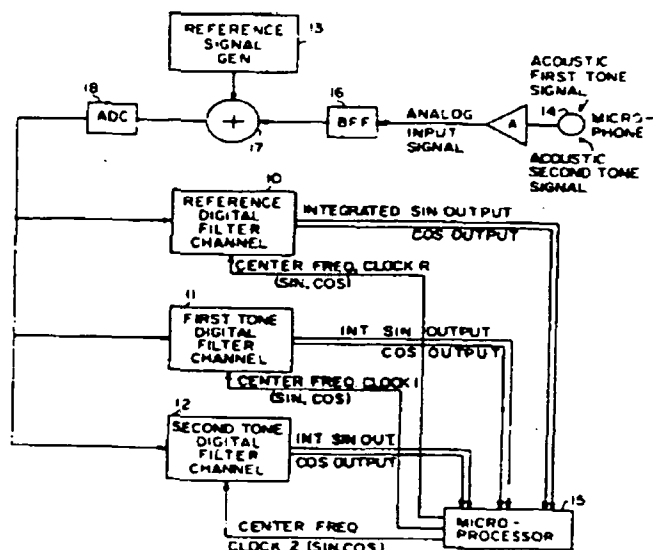 REFERENCE
SIGNAL
GEN
13
18
ADC
+
17
16
BFF
ANALOG
INPUT
SIGNAL
A
14
ACOUSTIC
FIRST TONE
SIGNAL
MICRO-
PHONE
ACOUSTIC
SECOND TONE
SIGNAL
10
REFERENCE
DIGITAL
FILTER
CHANNEL
INTEGRATED SIN OUTPUT
COS OUTPUT
CENTER FREQ. CLOCK R
(SIN, COS)
11
FIRST TONE
DIGITAL
FILTER
CHANNEL
INT SIN OUTPUT
COS OUTPUT
CENTER FREQ. CLOCK 1
(SIN, COS)
12
SECOND TONE
DIGITAL
FILTER
CHANNEL
INT SIN OUT
COS OUTPUT
CENTER FREQ
CLOCK 2 (SIN COS)
15
MICRO-
PROCESSOR